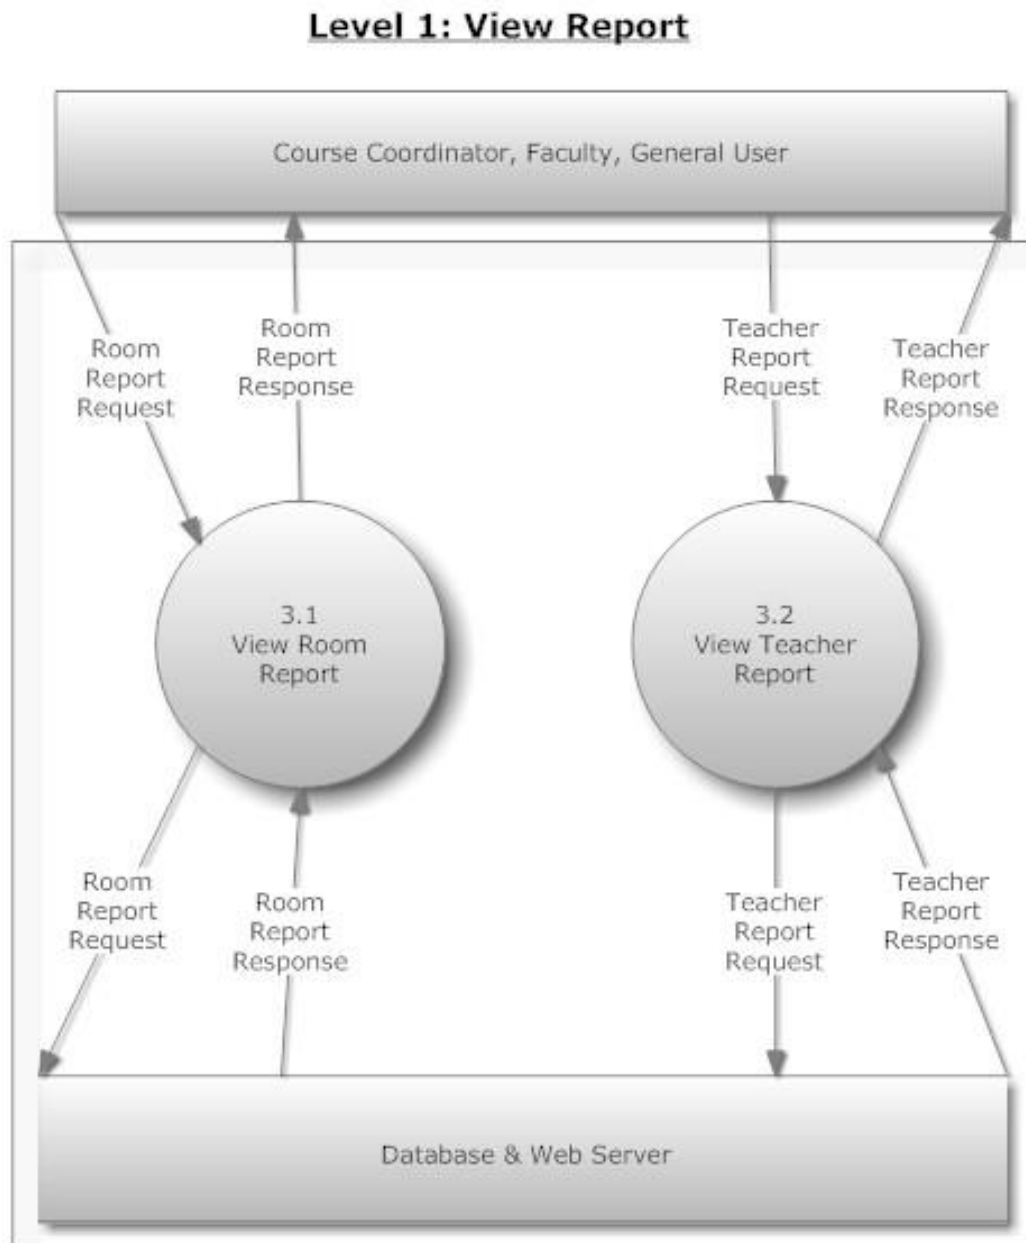 Level 1: View Report
Course Coordinator, Faculty, General User
Room
Report
Request
Room
Report
Response
Teacher
Report
Request
Teacher
Report
Response
3.1
View Room
Report
3.2
View Teacher
Report
Room
Report
Request
Room
Report
Response
Teacher
Report
Request
Teacher
Report
Response
Database & Web Server